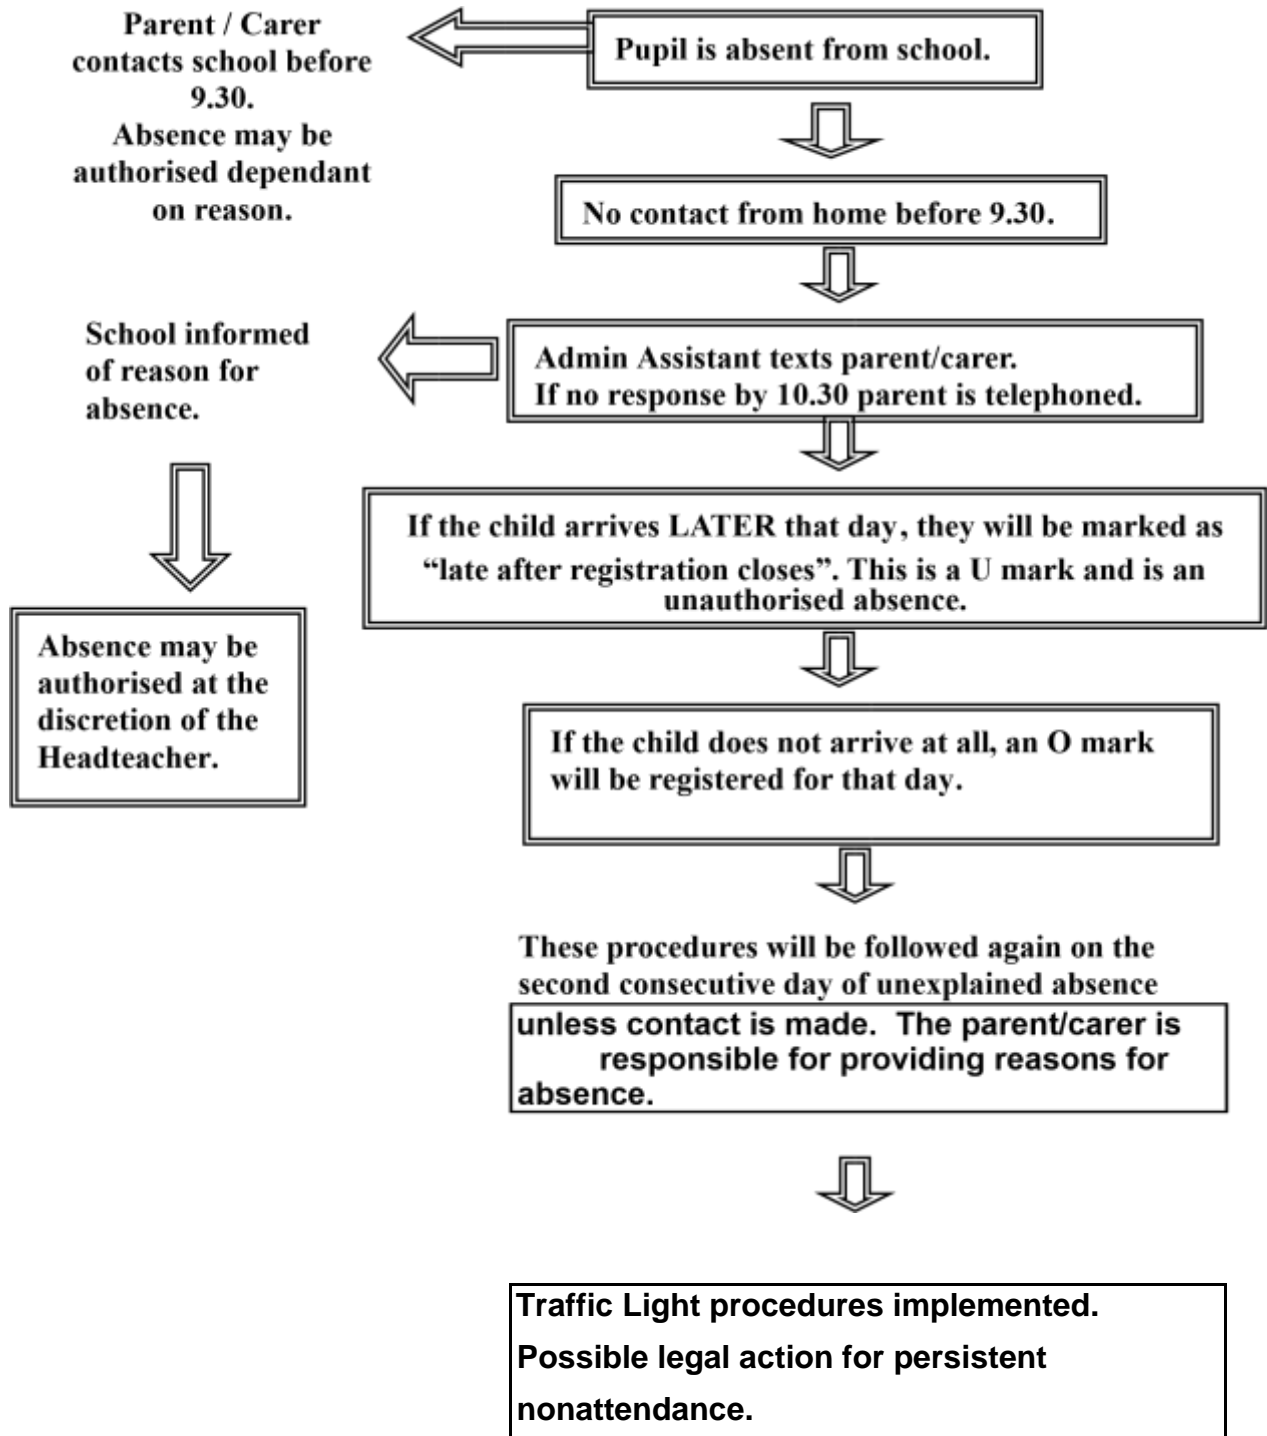 Parent / Carer
contacts school before
9.30.
Absence may be
authorised dependant
on reason.
Pupil is absent from school.
No contact from home before 9.30.
School informed
of reason for
absence.
Admin Assistant texts parent/carer.
If no response by 10.30 parent is telephoned.
If the child arrives LATER that day, they will be marked as
“late after registration closes”. This is a U mark and is an
unauthorised absence.
Absence may be
authorised at the
discretion of the
Headteacher.
If the child does not arrive at all, an O mark
will be registered for that day.
These procedures will be followed again on the
second consecutive day of unexplained absence
unless contact is made. The parent/carer is
responsible for providing reasons for
absence.
Traffic Light procedures implemented.
Possible legal action for persistent
nonattendance.